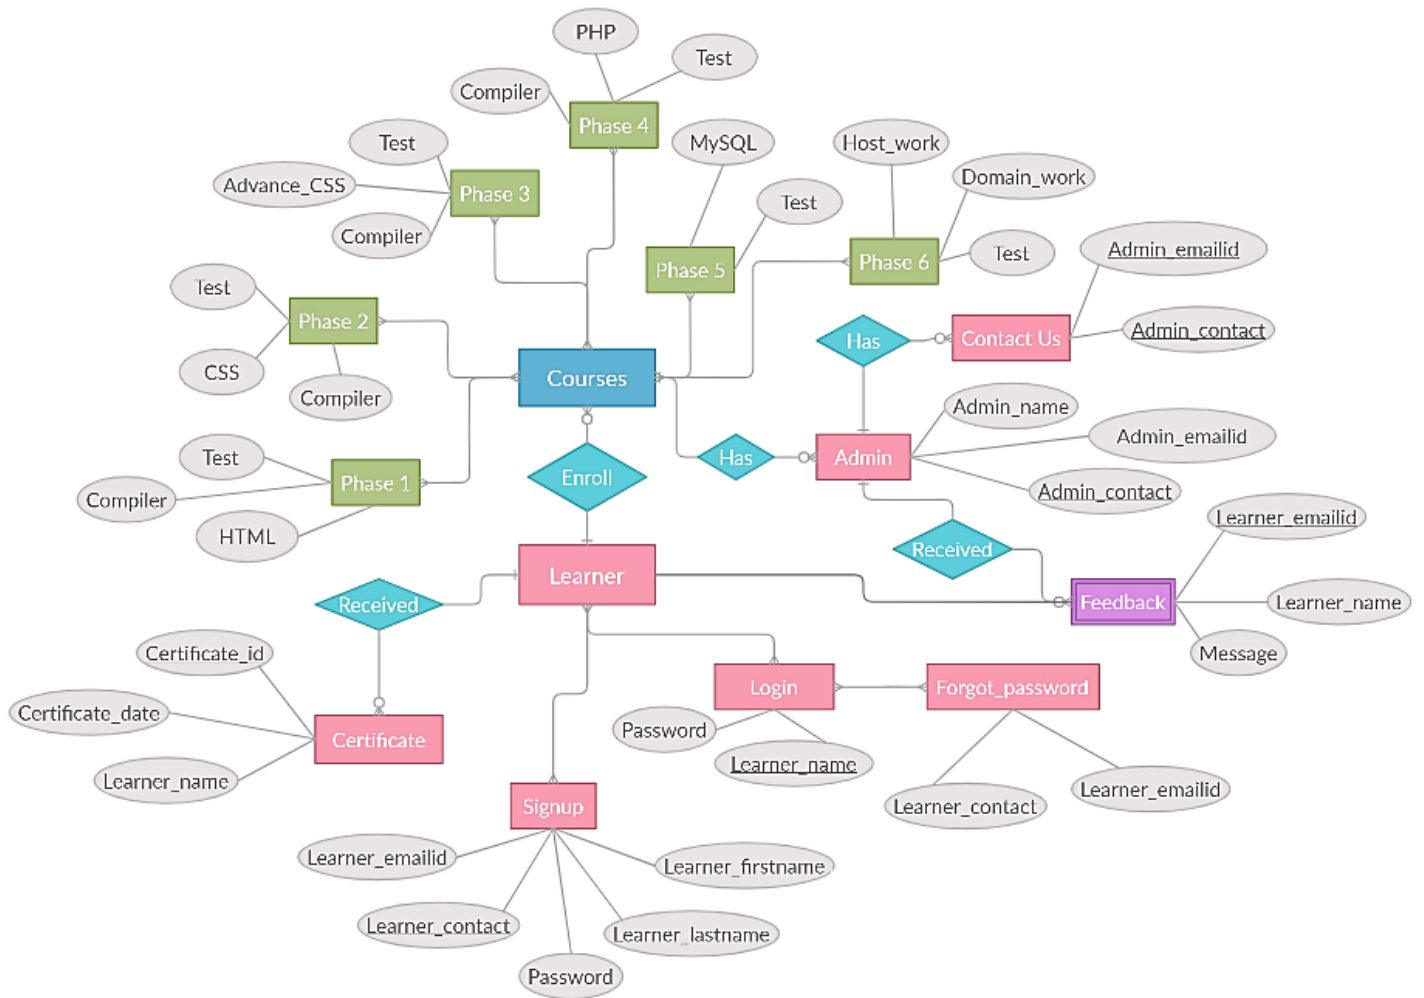 PHP
Test
Compiler
Phase 4
Test
MySQL
Host_work
Advance_CSS
Phase 3
Domain_work
Test
Compiler
Admin_emailid
Test
Phase 5
Phase 6
Test
Phase 2
Has
Contact Us
Admin_contact
CSS
Compiler
Courses
Admin_name
Admin_emailid
Test
Has
Admin
Compiler
Phase 1
Enroll
Admin_contact
HTML
Learner_emailid
Received
Learner
Received
Feedback
Learner_name
Certificate_id
Message
Login
Forgot_password
Certificate_date
Password
Certificate
Learner_name
Learner_name
Learner_emailid
Signup
Learner_contact
Learner_emailid
Learner_firstname
Learner_contact
Learner_lastname
Password